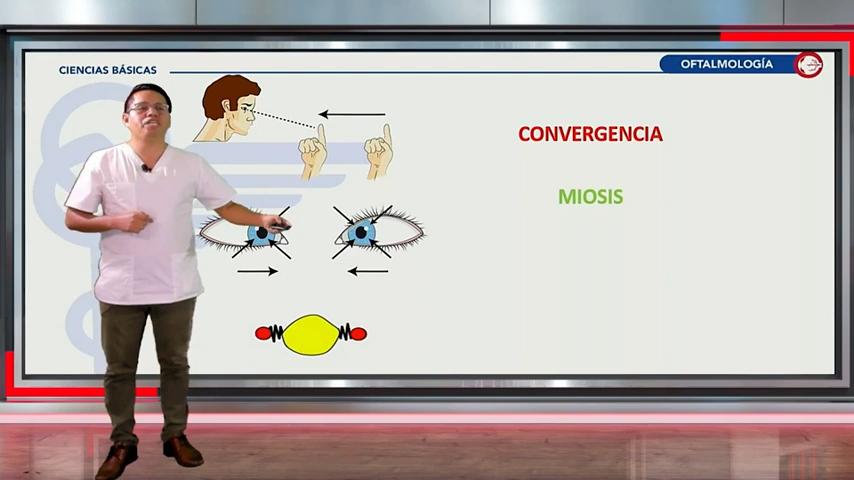 CIENCIAS BÁSICAS
OFTALMOLOGÍA
CONVERGENCIA
MIOSIS